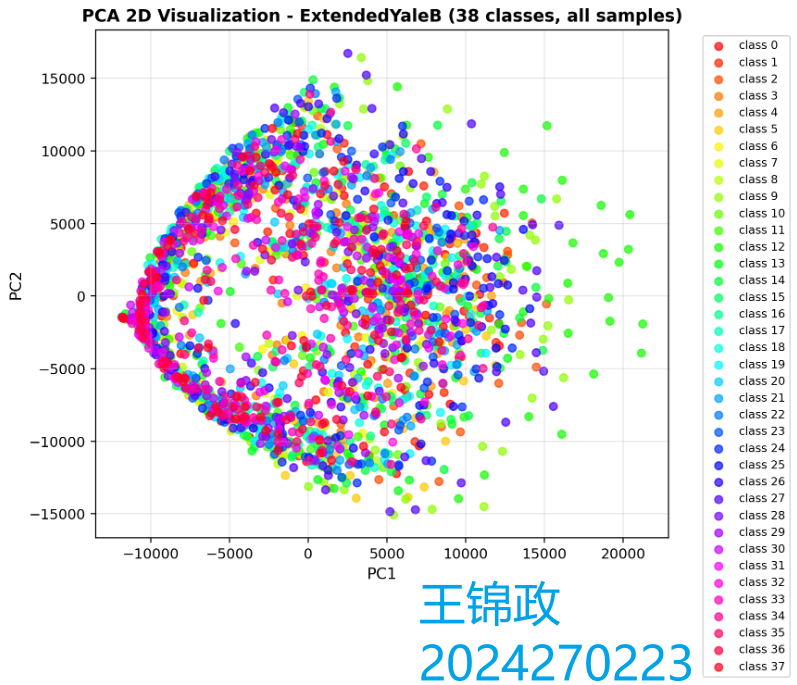 PCA 2D Visualization - ExtendedYaleB (38 classes, all samples)
PC2
15000
10000
5000
0
−5000
−10000
−15000
−10000 −5000 0 5000 10000 15000 20000
PC1
class 0
class 1
class 2
class 3
class 4
class 5
class 6
class 7
class 8
class 9
class 10
class 11
class 12
class 13
class 14
class 15
class 16
class 17
class 18
class 19
class 20
class 21
class 22
class 23
class 24
class 25
class 26
class 27
class 28
class 29
class 30
class 31
class 32
class 33
class 34
class 35
class 36
class 37
王锦政
2024270223